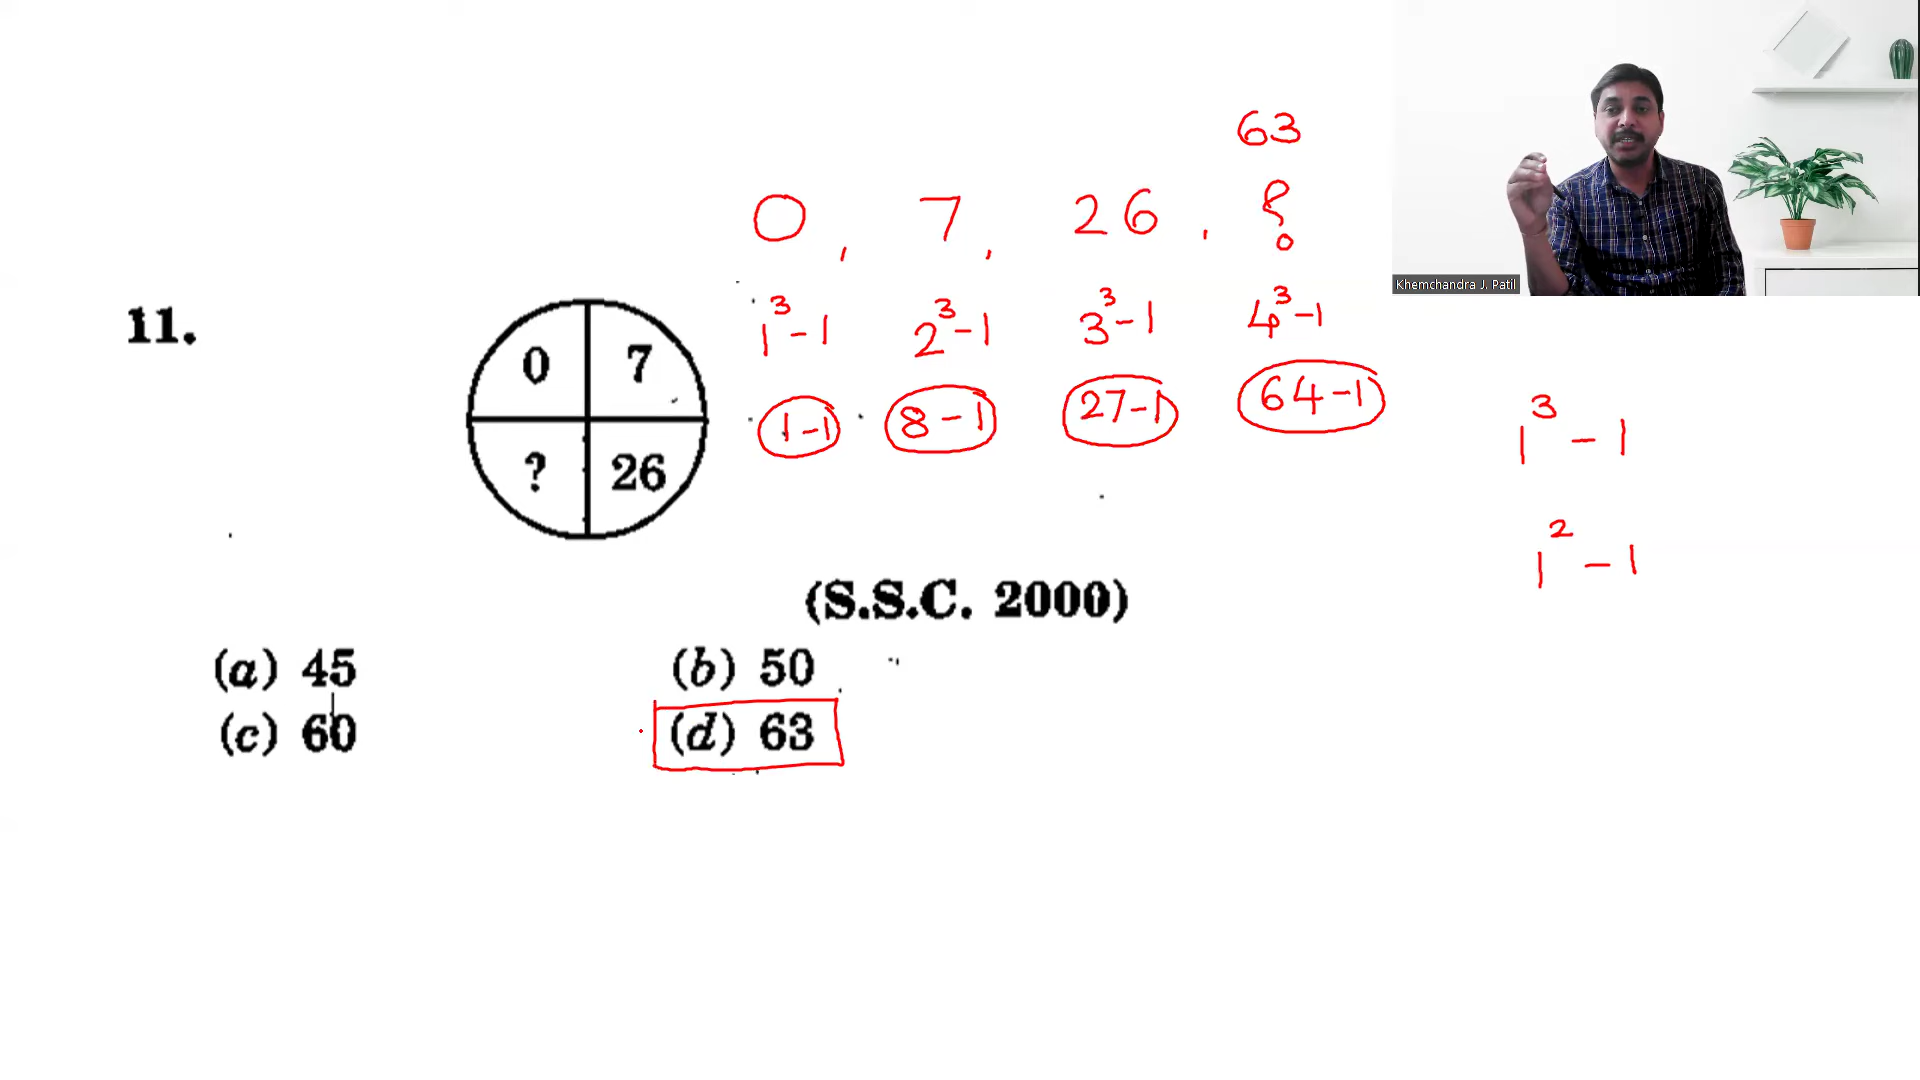 63
0 , 7 , 26 , ?
1³-1 2³-1 3³-1 4³-1
1-1 8-1 27-1 64-1
Khemchandra J. Patil
11.
0 7
? 26
1³-1
1²-1
(S.S.C. 2000)
(a) 45 (b) 50
(c) 60 (d) 63